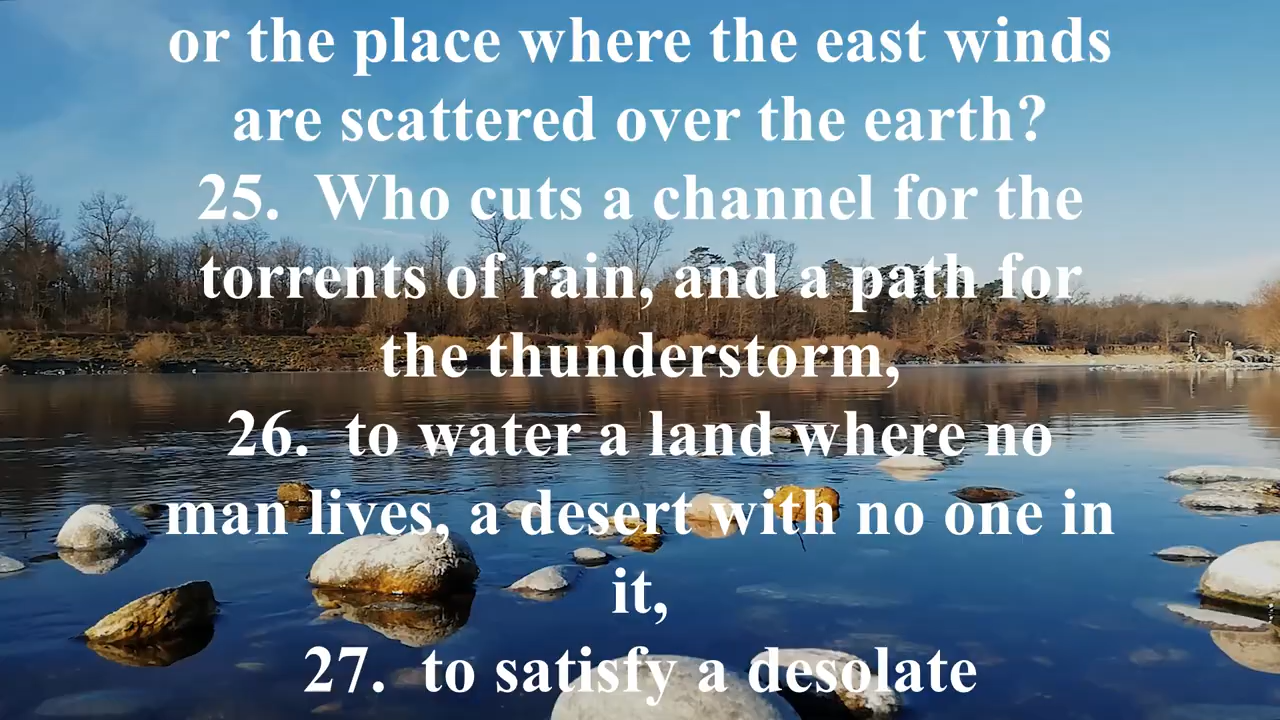 or the place where the east winds
are scattered over the earth?
25.  Who cuts a channel for the
torrents of rain, and a path for
the thunderstorm,
26.  to water a land where no
man lives, a desert with no one in
it,
27.  to satisfy a desolate